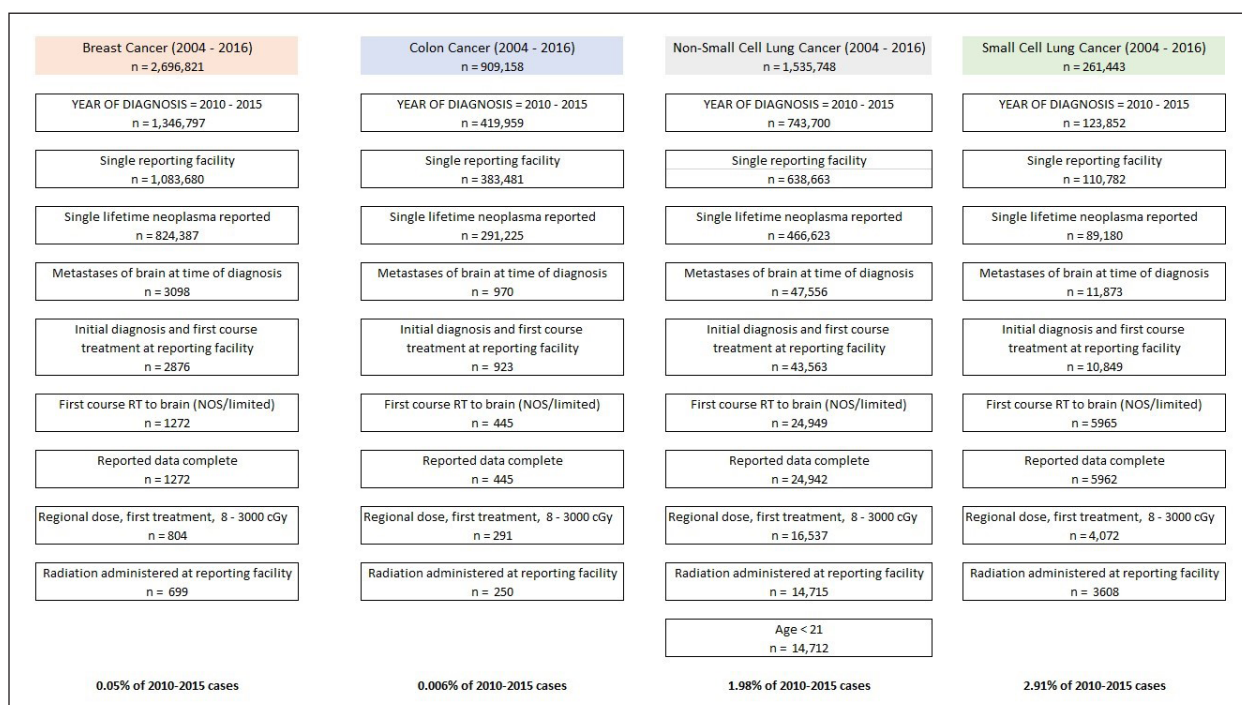 Breast Cancer (2004 - 2016)
n = 2,696,821
YEAR OF DIAGNOSIS = 2010 - 2015
n = 1,346,797
Single reporting facility
n = 1,083,680
Single lifetime neoplasma reported
n = 824,387
Metastases of brain at time of diagnosis
n = 3098
Initial diagnosis and first course
treatment at reporting facility
n = 2876
First course RT to brain (NOS/limited)
n = 1272
Reported data complete
n = 1272
Regional dose, first treatment, 8 - 3000 cGy
n = 804
Radiation administered at reporting facility
n = 699
0.05% of 2010-2015 cases
Colon Cancer (2004 - 2016)
n = 909,158
YEAR OF DIAGNOSIS = 2010 - 2015
n = 419,959
Single reporting facility
n = 383,481
Single lifetime neoplasma reported
n = 291,225
Metastases of brain at time of diagnosis
n = 970
Initial diagnosis and first course
treatment at reporting facility
n = 923
First course RT to brain (NOS/limited)
n = 445
Reported data complete
n = 445
Regional dose, first treatment, 8 - 3000 cGy
n = 291
Radiation administered at reporting facility
n = 250
0.006% of 2010-2015 cases
Non-Small Cell Lung Cancer (2004 - 2016)
n = 1,535,748
YEAR OF DIAGNOSIS = 2010 - 2015
n = 743,700
Single reporting facility
n = 638,663
Single lifetime neoplasma reported
n = 466,623
Metastases of brain at time of diagnosis
n = 47,556
Initial diagnosis and first course
treatment at reporting facility
n = 43,563
First course RT to brain (NOS/limited)
n = 24,949
Reported data complete
n = 24,942
Regional dose, first treatment, 8 - 3000 cGy
n = 16,537
Radiation administered at reporting facility
n = 14,715
Age < 21
n = 14,712
1.98% of 2010-2015 cases
Small Cell Lung Cancer (2004 - 2016)
n = 261,443
YEAR OF DIAGNOSIS = 2010 - 2015
n = 123,852
Single reporting facility
n = 110,782
Single lifetime neoplasma reported
n = 89,180
Metastases of brain at time of diagnosis
n = 11,873
Initial diagnosis and first course
treatment at reporting facility
n = 10,849
First course RT to brain (NOS/limited)
n = 5965
Reported data complete
n = 5962
Regional dose, first treatment, 8 - 3000 cGy
n = 4,072
Radiation administered at reporting facility
n = 3608
2.91% of 2010-2015 cases